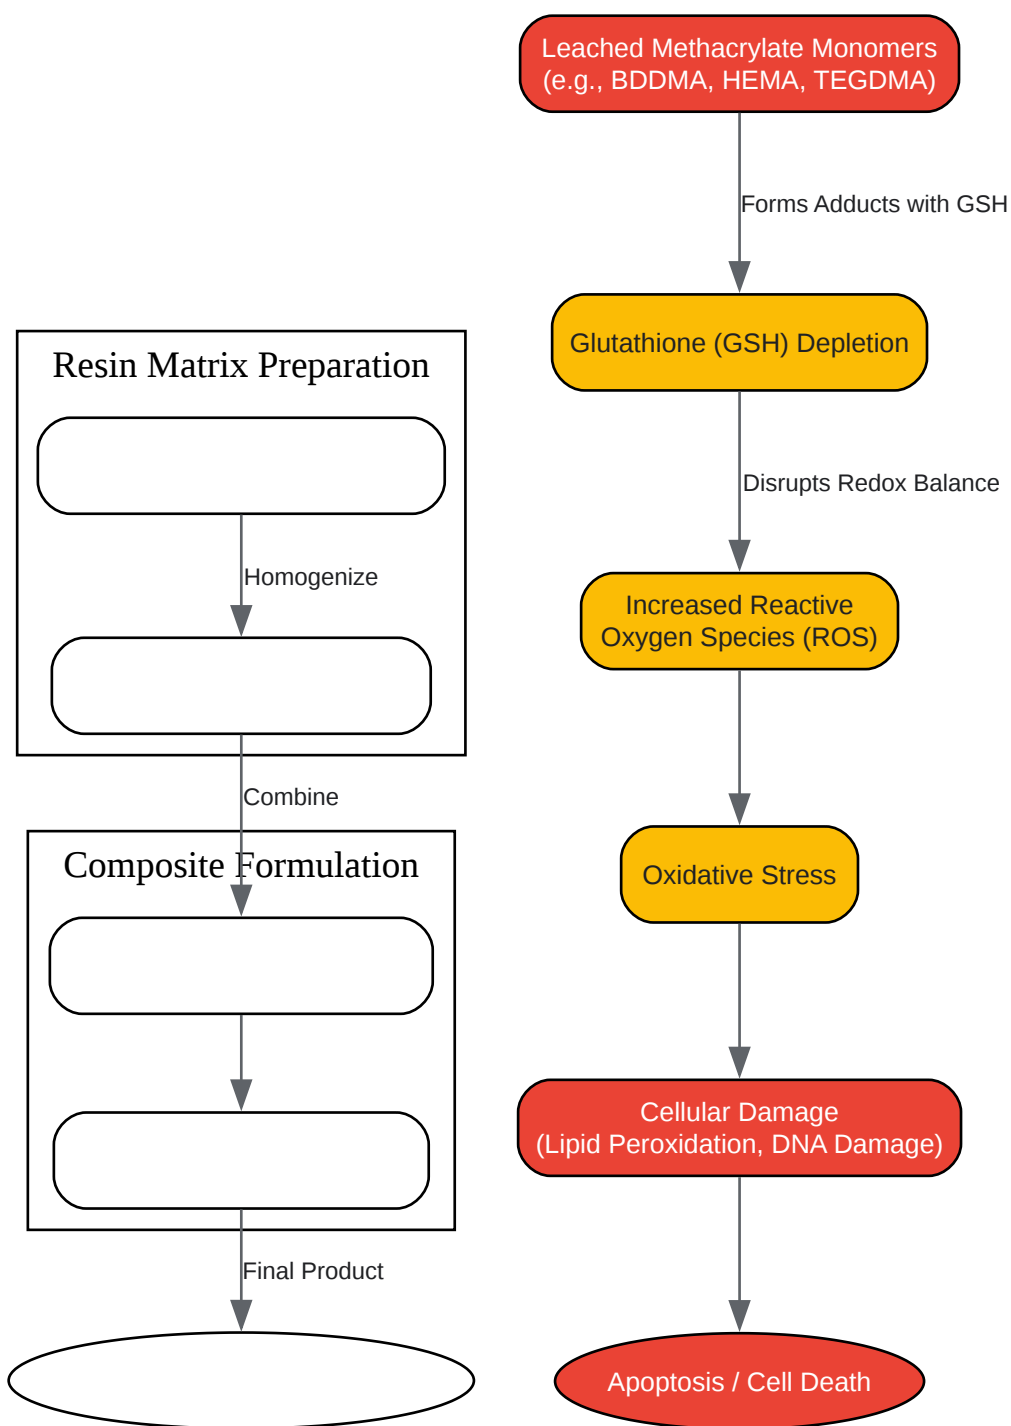 Leached Methacrylate Monomers
(e.g., BDDMA, HEMA, TEGDMA)
Forms Adducts with GSH
Glutathione (GSH) Depletion
Disrupts Redox Balance
Increased Reactive
Oxygen Species (ROS)
Oxidative Stress
Cellular Damage
(Lipid Peroxidation, DNA Damage)
Apoptosis / Cell Death
Resin Matrix Preparation
Homogenize
Combine
Composite Formulation
Final Product